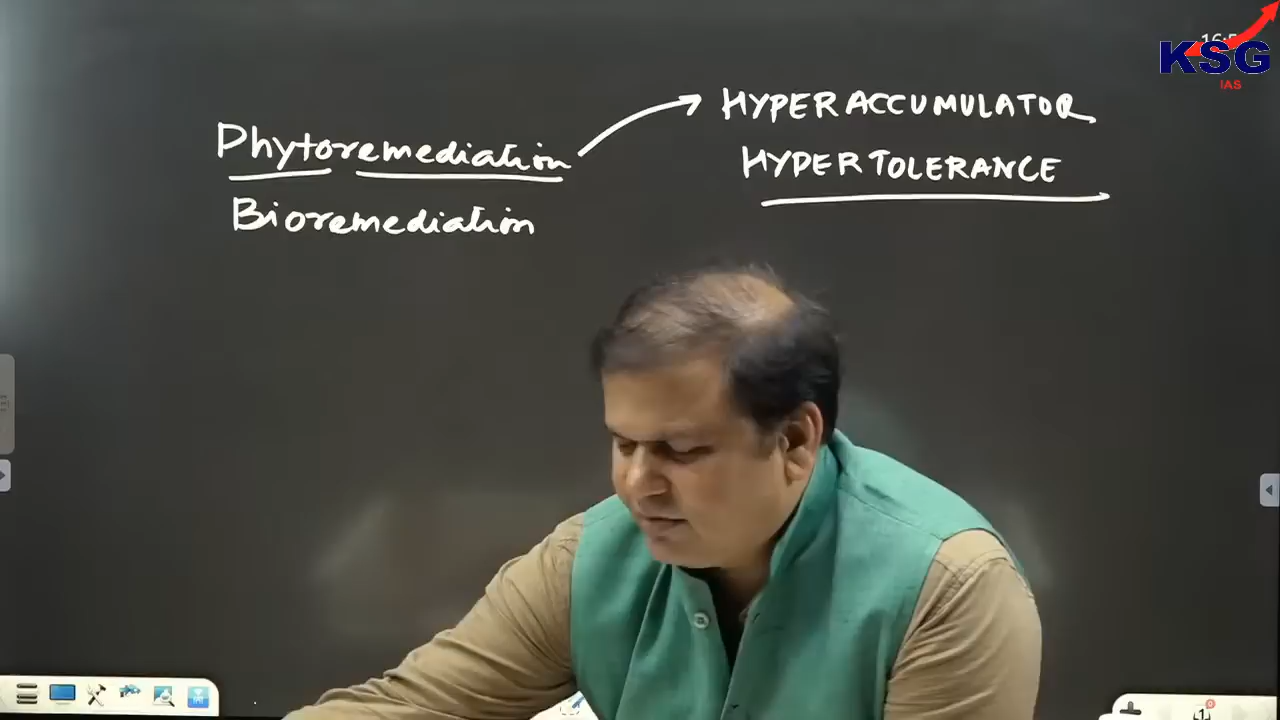 KSG
IAS
HYPERACCUMULATOR
Phytoremediation
HYPERTOLERANCE
Bioremediation